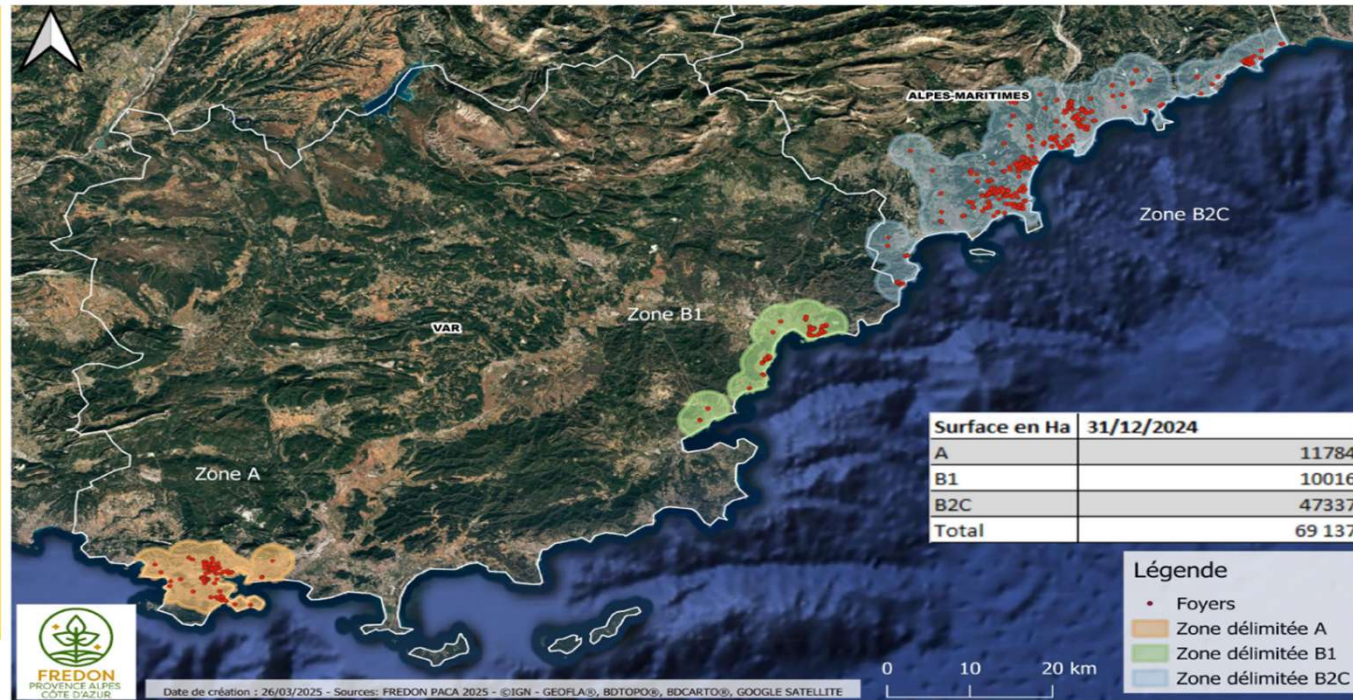 ALPES-MARITIMES
Zone B2C
Zone B1
VAR
Zone A
Surface en Ha 31/12/2024
A 11784
B1 10016
B2C 47337
Total 69 137
Légende
Foyers
Zone délimitée A
Zone délimitée B1
Zone délimitée B2C
0 10 20 km
FREDON
PROVENCE ALPES
CÔTE D'AZUR
Date de création : 26/03/2025 - Sources: FREDON PACA 2025 - ©IGN - GEOFLA®, BDTOPO®, BDCARTO®, GOOGLE SATELLITE